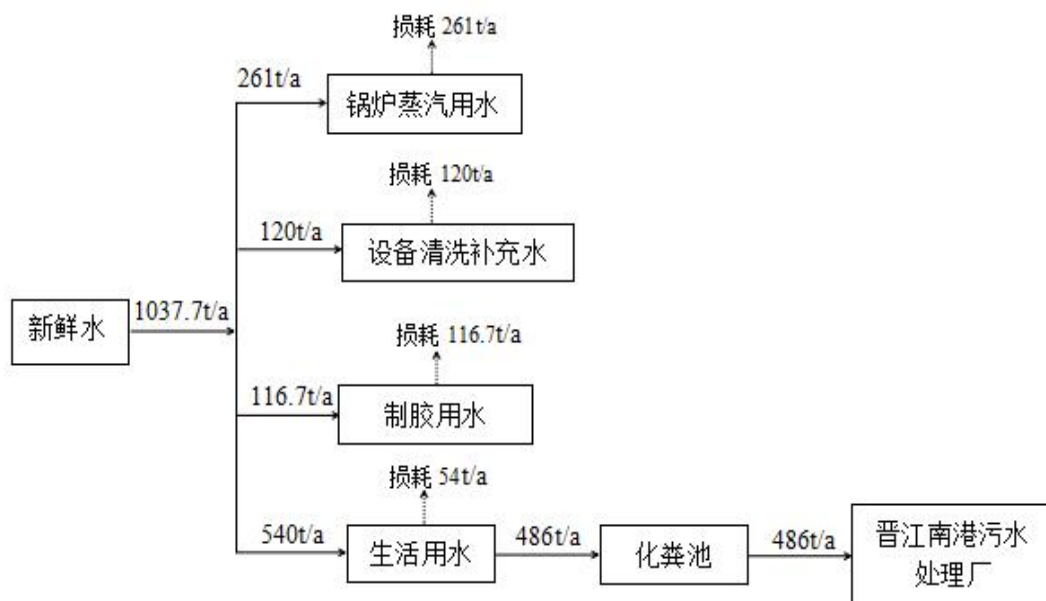 损耗 261t/a
261t/a
锅炉蒸汽用水
损耗 120t/a
120t/a
设备清洗补充水
新鲜水
1037.7t/a
损耗 116.7t/a
116.7t/a
制胶用水
损耗 54t/a
540t/a
生活用水
486t/a
化粪池
486t/a
晋江南港污水
处理厂